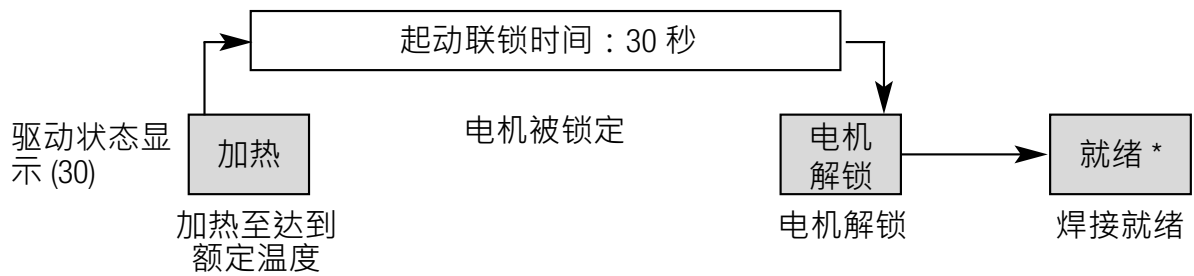 起动联锁时间：30 秒
驱动状态显
示 (30)
加热
电机被锁定
电机
解锁
就绪 *
加热至达到
额定温度
电机解锁
焊接就绪